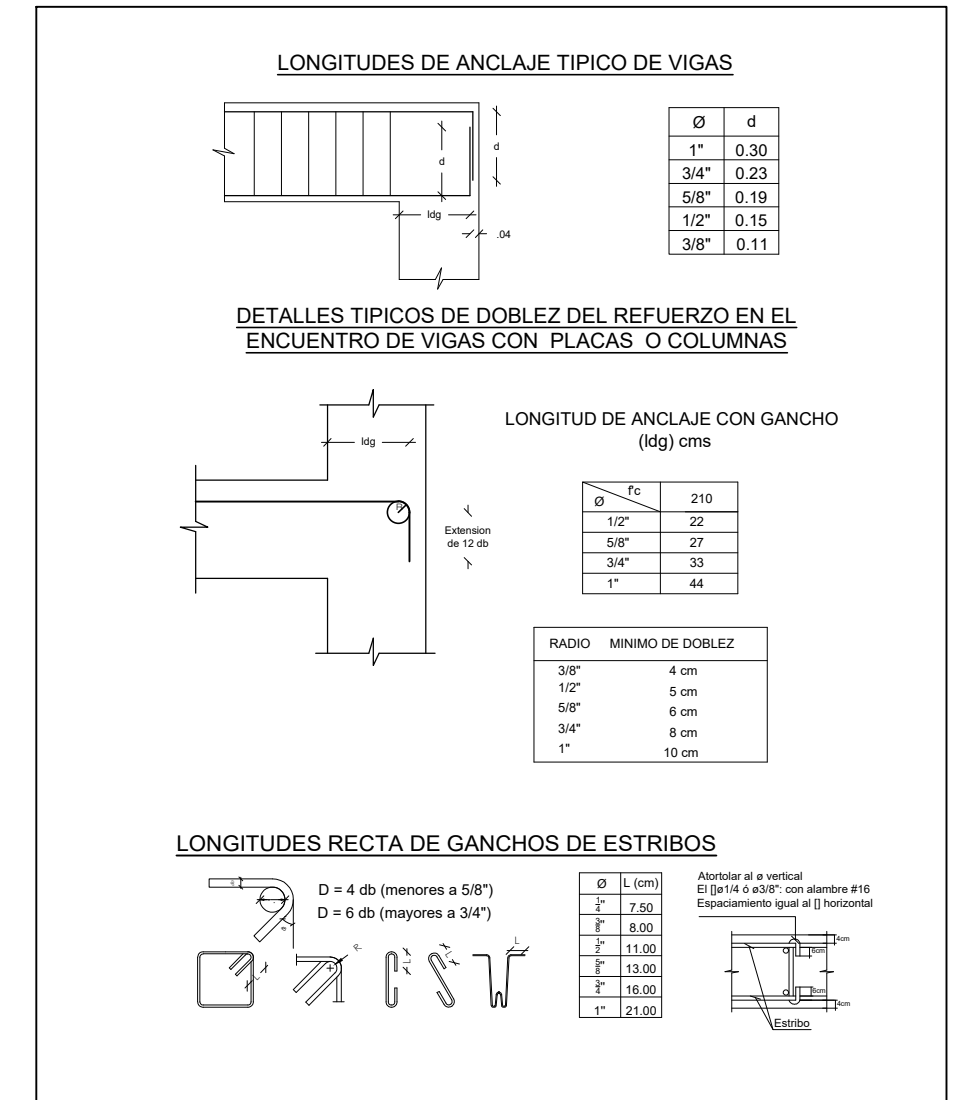 LONGITUDES DE ANCLAJE TIPICO DE VIGAS
d
d
ldg
.04
Ø d
1" 0.30
3/4" 0.23
5/8" 0.19
1/2" 0.15
3/8" 0.11
DETALLES TIPICOS DE DOBLEZ DEL REFUERZO EN EL
ENCUENTRO DE VIGAS CON PLACAS O COLUMNAS
ldg
R
Extension
de 12 db
LONGITUD DE ANCLAJE CON GANCHO
(ldg) cms
Ø f'c 210
1/2" 22
5/8" 27
3/4" 33
1" 44
RADIO MINIMO DE DOBLEZ
3/8" 4 cm
1/2" 5 cm
5/8" 6 cm
3/4" 8 cm
1" 10 cm
LONGITUDES RECTA DE GANCHOS DE ESTRIBOS
D = 4 db (menores a 5/8")
D = 6 db (mayores a 3/4")
L
R
L
L
L
Ø L (cm)
1/4" 7.50
3/8" 8.00
1/2" 11.00
5/8" 13.00
3/4" 16.00
1" 21.00
Atortolar al ø vertical
El []ø1/4 ó ø3/8": con alambre #16
Espaciamiento igual al [] horizontal
4cm
6cm
6cm
4cm
Estribo